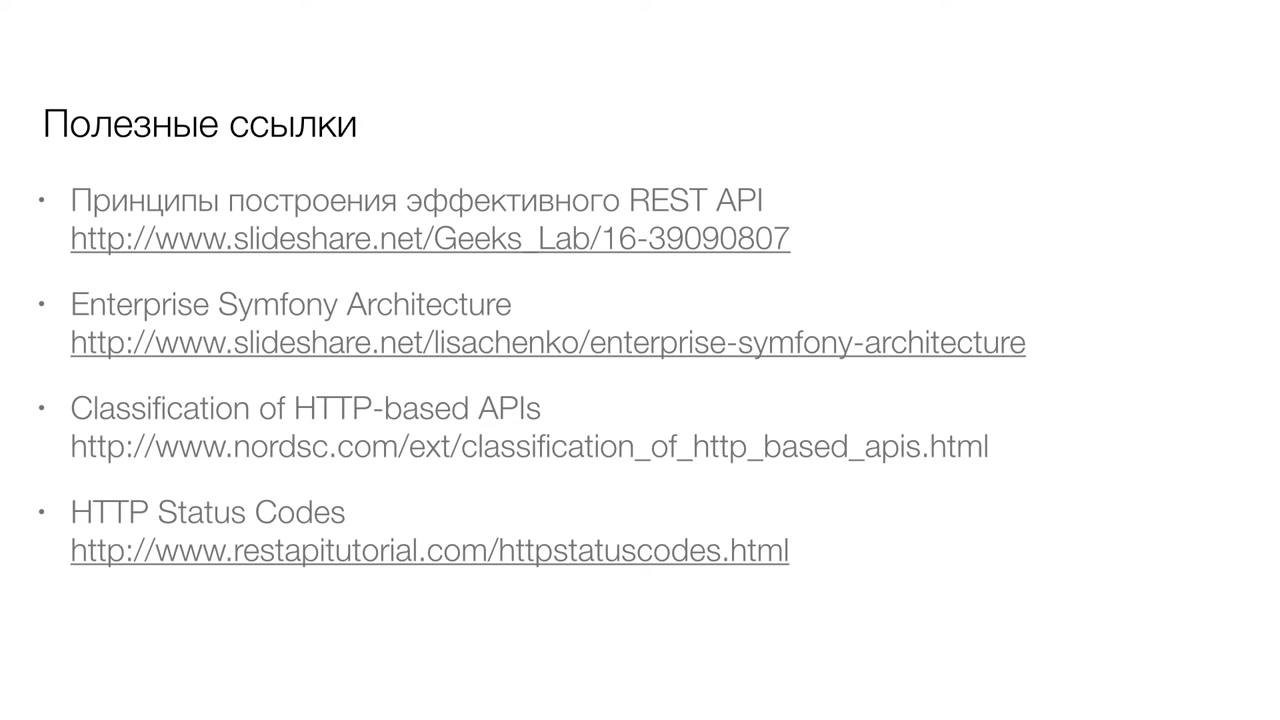 Полезные ссылки
• Принципы построения эффективного REST API
http://www.slideshare.net/Geeks_Lab/16-39090807
• Enterprise Symfony Architecture
http://www.slideshare.net/lisachenko/enterprise-symfony-architecture
• Classification of HTTP-based APIs
http://www.nordsc.com/ext/classification_of_http_based_apis.html
• HTTP Status Codes
http://www.restapitutorial.com/httpstatuscodes.html